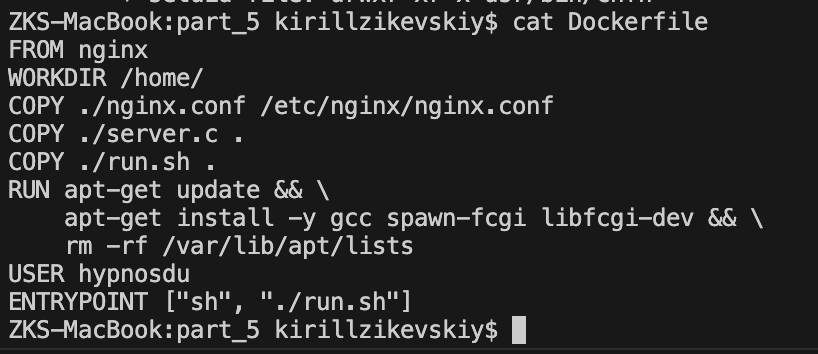 ZKS-MacBook:part_5 kirillzikevskiy$ cat Dockerfile
FROM nginx
WORKDIR /home/
COPY ./nginx.conf /etc/nginx/nginx.conf
COPY ./server.c .
COPY ./run.sh .
RUN apt-get update && \
    apt-get install -y gcc spawn-fcgi libfcgi-dev && \
    rm -rf /var/lib/apt/lists
USER hypnosdu
ENTRYPOINT ["sh", "./run.sh"]
ZKS-MacBook:part_5 kirillzikevskiy$